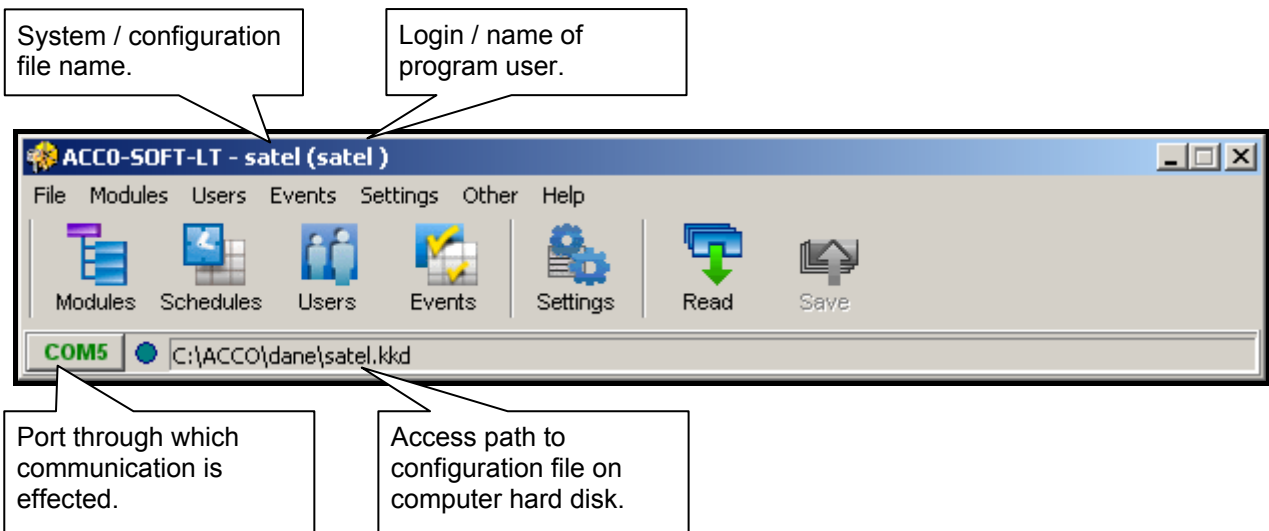 System / configuration
file name.
Login / name of
program user.
ACCO-SOFT-LT - satel (satel )
File Modules Users Events Settings Other Help
Modules Schedules Users Events Settings Read Save
COM5 C:\ACCO\dane\satel.kkd
Port through which
communication is
effected.
Access path to
configuration file on
computer hard disk.